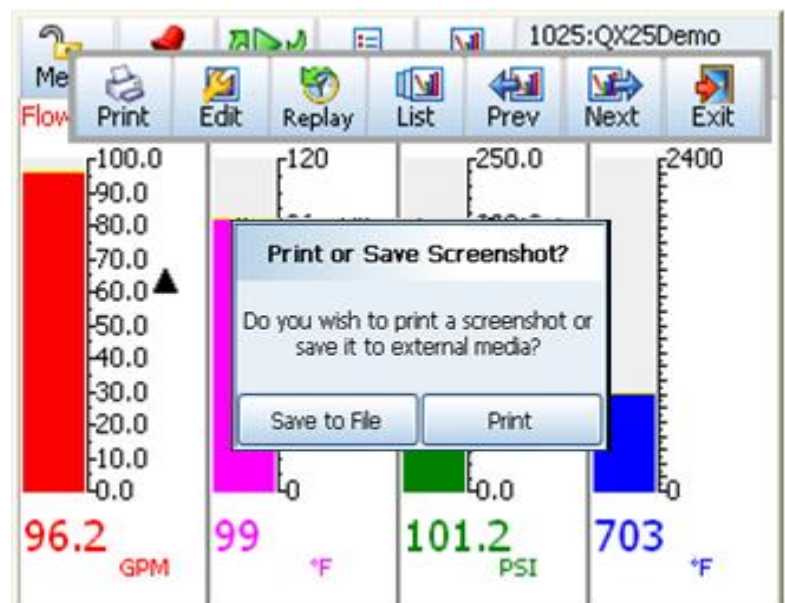 1025:QX25Demo
Me
Flow
Print Edit Replay List Prev Next Exit
100.0
90.0
80.0
70.0
60.0
50.0
40.0
30.0
20.0
10.0
0.0
120
0
250.0
0.0
2400
0
Print or Save Screenshot?
Do you wish to print a screenshot or
save it to external media?
Save to File Print
96.2 GPM
99 °F
101.2 PSI
703 °F